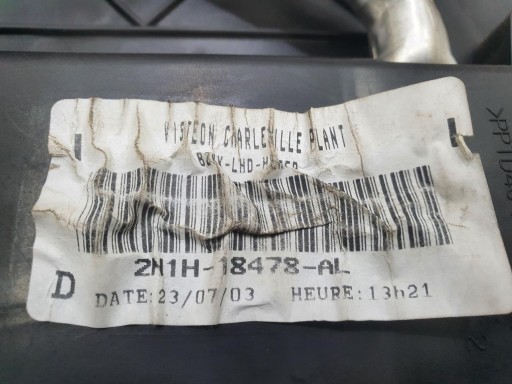 VISTEON CHARLEVILLE PLANT
2N1H-18478-AL
D DATE:23/07/03 HEURE:13h21